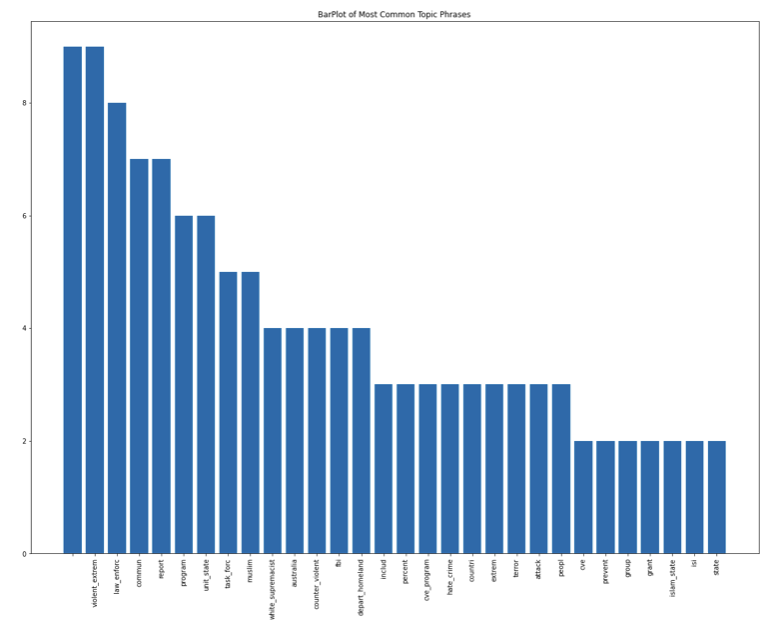 BarPlot of Most Common Topic Phrases
8
6
4
2
0
violent_extrem
law_enforc
commun
report
program
unit_state
task_forc
muslim
white_supremacist
australia
counter_violent
fbi
depart_homeland
includ
percent
cve_program
hate_crime
countri
extrem
terror
attack
peopl
cve
prevent
group
grant
islam_state
isi
state